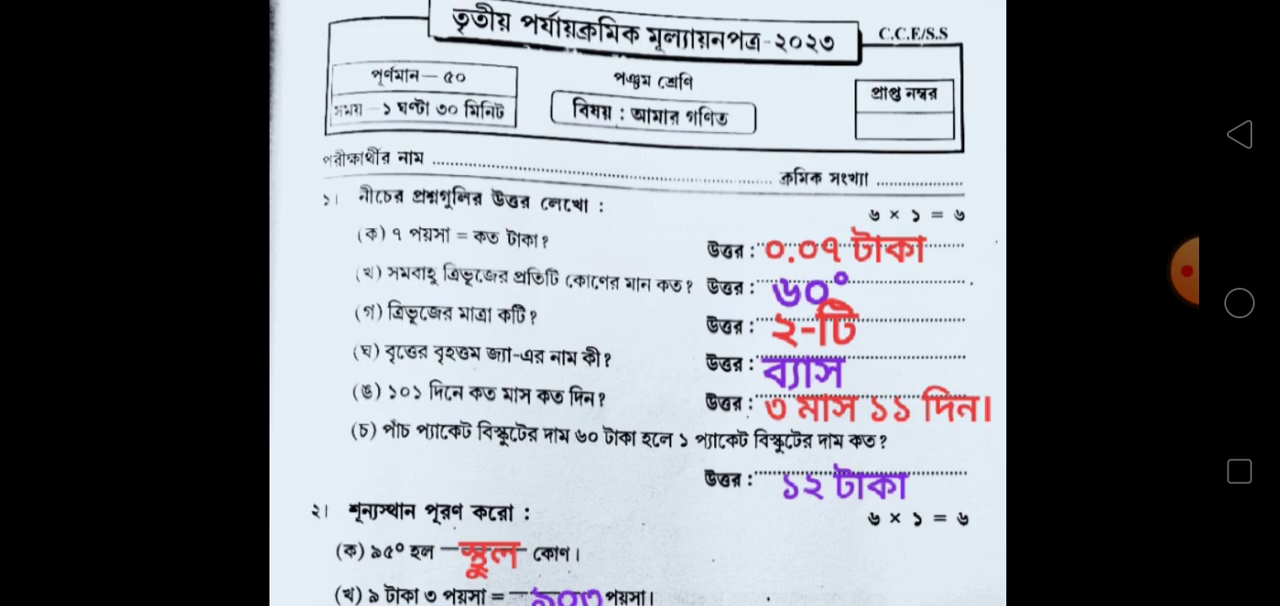 তৃতীয় পর্যায়ক্রমিক মূল্যায়নপত্র-২০২৩
C.C.E/S.S
পূর্ণমান— ৫০
সময়—১ ঘণ্টা ৩০ মিনিট
পঞ্চম শ্রেণি
বিষয় : আমার গণিত
প্রাপ্ত নম্বর
পরীক্ষার্থীর নাম ........................ ক্রমিক সংখ্যা ................
১। নীচের প্রশ্নগুলির উত্তর লেখো : ৬ × ১ = ৬
(ক) ৭ পয়সা = কত টাকা? উত্তর : ০.০৭ টাকা
(খ) সমবাহু ত্রিভূজের প্রতিটি কোণের মান কত? উত্তর : ৬০°
(গ) ত্রিভূজের মাত্রা কটি? উত্তর : ২-টি
(ঘ) বৃত্তের বৃহত্তম জ্যা-এর নাম কী? উত্তর : ব্যাস
(ঙ) ১০১ দিনে কত মাস কত দিন? উত্তর : ৩ মাস ১১ দিন।
(চ) পাঁচ প্যাকেট বিস্কুটের দাম ৬০ টাকা হলে ১ প্যাকেট বিস্কুটের দাম কত?
উত্তর : ১২ টাকা
২। শূন্যস্থান পূরণ করো : ৬ × ১ = ৬
(ক) ৯৫° হল স্থুল কোণ।
(খ) ৯ টাকা ৩ পয়সা = ৯০৩ পয়সা।